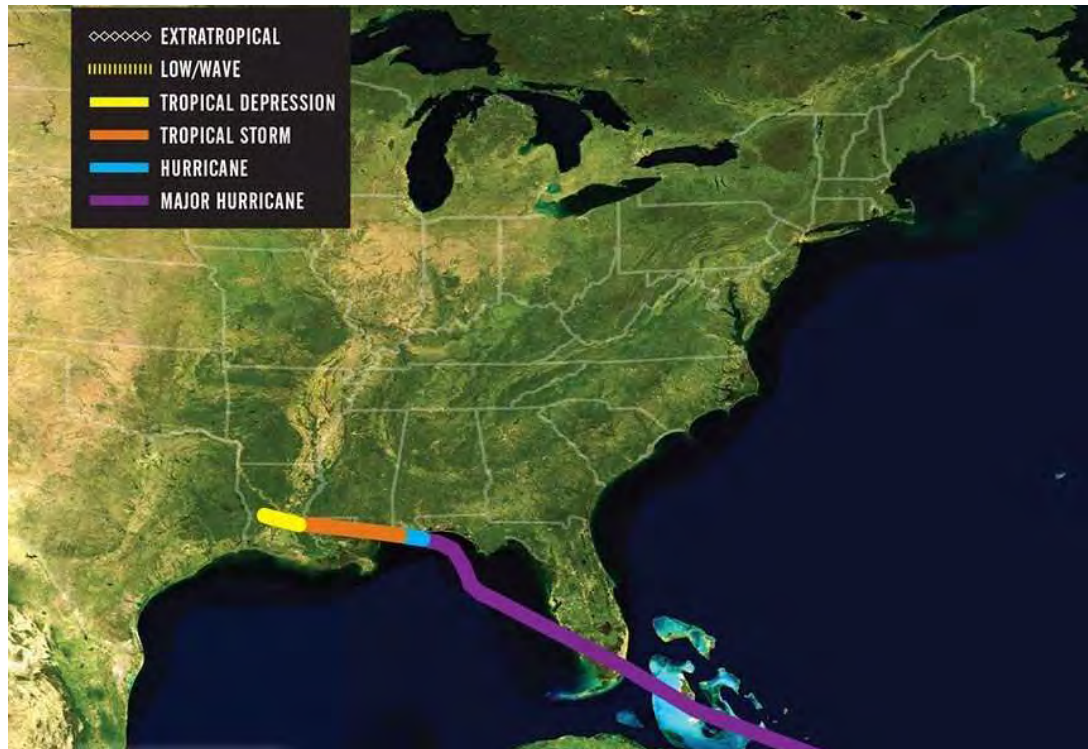 EXTRATROPICAL
LOW/WAVE
TROPICAL DEPRESSION
TROPICAL STORM
HURRICANE
MAJOR HURRICANE